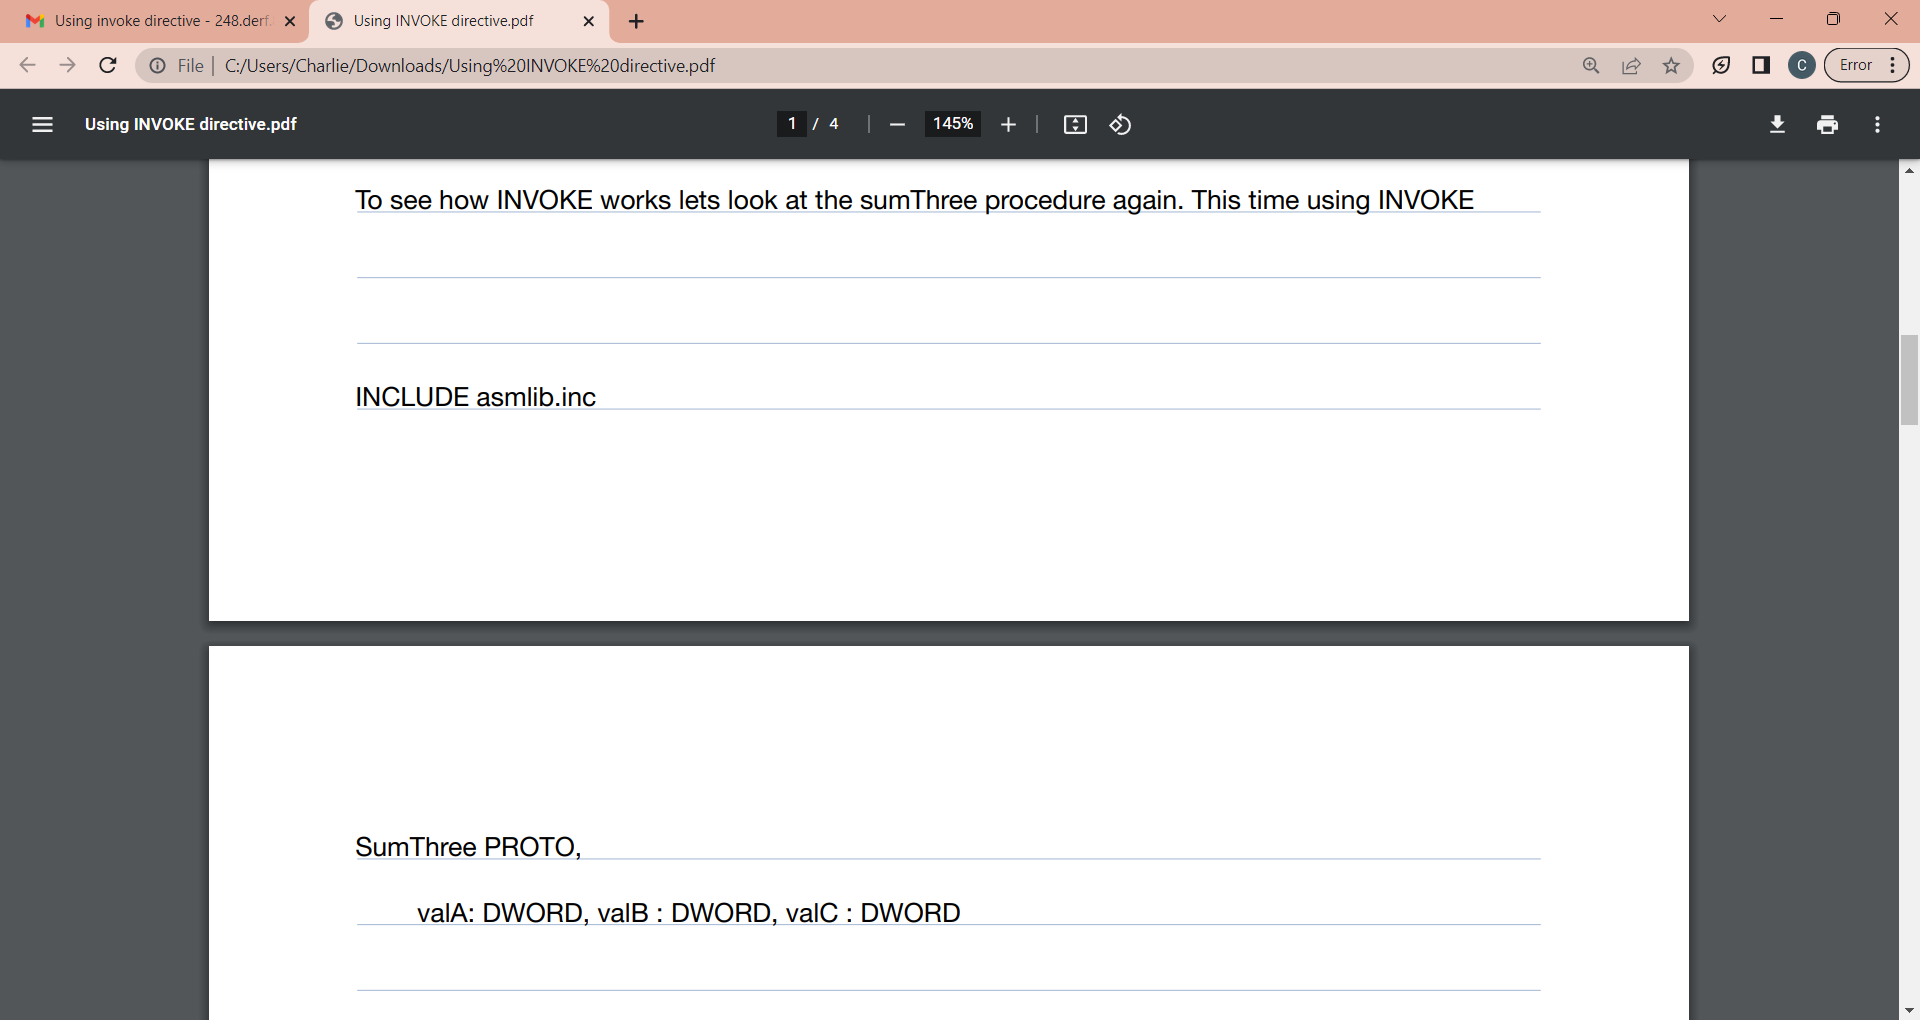 Using invoke directive - 248.derf
Using INVOKE directive.pdf
File
C:/Users/Charlie/Downloads/Using%20INVOKE%20directive.pdf
C
Error
Using INVOKE directive.pdf
1 / 4
145%
To see how INVOKE works lets look at the sumThree procedure again. This time using INVOKE
INCLUDE asmlib.inc
SumThree PROTO,
valA: DWORD, valB : DWORD, valC : DWORD